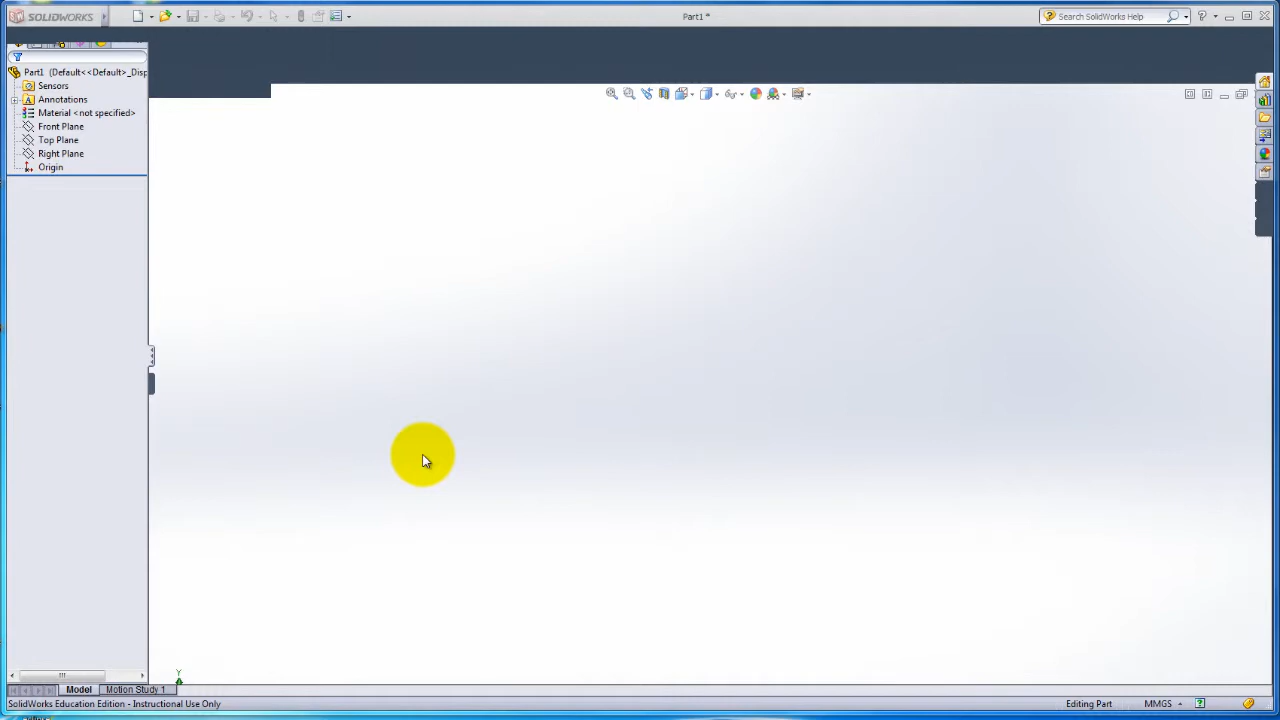 SOLIDWORKS
Part1 *
Search SolidWorks Help
Part1 (Default<<Default>_Disp
Sensors
Annotations
Material <not specified>
Front Plane
Top Plane
Right Plane
Origin
Y
Model
Motion Study 1
SolidWorks Education Edition - Instructional Use Only
Editing Part
MMGS